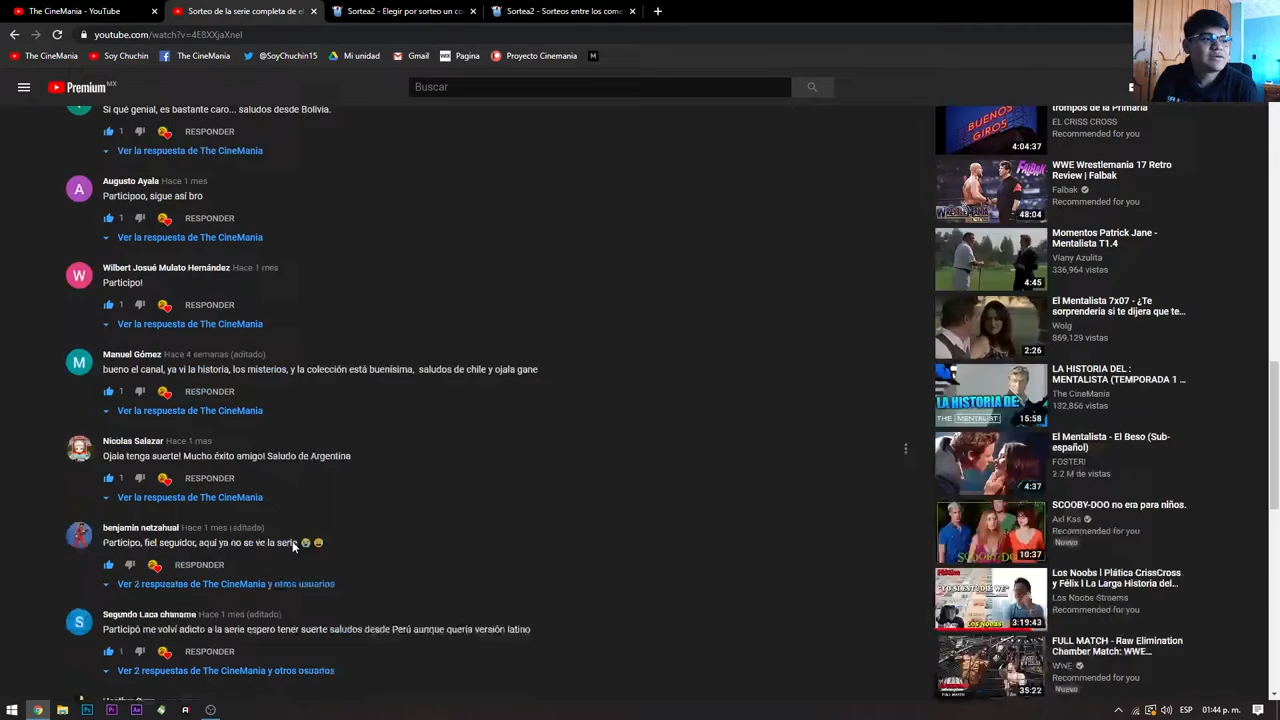 The CineMania - YouTube
Sorteo de la serie completa de el
Sortea2 - Elegir por sorteo un co
Sortea2 - Sorteos entre los come
youtube.com/watch?v=4E8XXjaXneI
The CineMania
Soy Chuchin
The CineMania
@SoyChuchin15
Mi unidad
Gmail
Pagina
Proyecto Cinemania
Premium MX
Buscar
Si qué genial, es bastante caro... saludos desde Bolivia.
1 RESPONDER
Ver la respuesta de The CineMania
Augusto Ayala Hace 1 mes
Participoo, sigue así bro
1 RESPONDER
Ver la respuesta de The CineMania
Wilbert Josué Mulato Hernández Hace 1 mes
Participo!
1 RESPONDER
Ver la respuesta de The CineMania
Manuel Gómez Hace 4 semanas (editado)
bueno el canal, ya vi la historia, los misterios, y la colección está buenísima, saludos de chile y ojala gane
1 RESPONDER
Ver la respuesta de The CineMania
Nicolas Salazar Hace 1 mes
Ojala tenga suerte! Mucho éxito amigo! Saludo de Argentina
1 RESPONDER
Ver la respuesta de The CineMania
benjamin netzahual Hace 1 mes (editado)
Participo, fiel seguidor, aquí ya no se ve la serie
RESPONDER
Ver 2 respuestas de The CineMania y otros usuarios
Segundo Laca chaname Hace 1 mes (editado)
Participó me volví adicto a la serie espero tener suerte saludos desde Perú aunque quería versión latino
1 RESPONDER
Ver 2 respuestas de The CineMania y otros usuarios
BUENOS GIROS
4:04:37
trompos de la Primaria
EL CRISS CROSS
Recommended for you
48:04
WWE Wrestlemania 17 Retro
Review | Falbak
Falbak
Recommended for you
4:45
Momentos Patrick Jane -
Mentalista T1.4
Viany Azulita
336,964 vistas
2:26
El Mentalista 7x07 - ¿Te
sorprendería si te dijera que te...
Wolg
869,129 vistas
LA HISTORIA DE:
THE MENTALIST
15:58
LA HISTORIA DEL :
MENTALISTA (TEMPORADA 1 ...
The CineMania
132,856 vistas
4:37
El Mentalista - El Beso (Sub-
español)
FOSTER!
2.2 M de vistas
10:37
SCOOBY-DOO no era para niños.
Axl Kss
Recommended for you
Nuevo
3:19:43
Los Noobs | Plática CrissCross
y Félix I La Larga Historia del...
Los Noobs Streams
Recommended for you
35:22
FULL MATCH - Raw Elimination
Chamber Match: WWE...
WWE
Recommended for you
Nuevo
ESP
01:44 p. m.